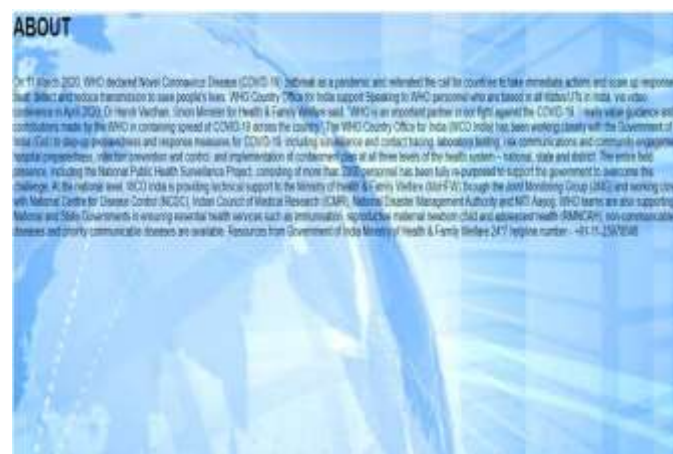 ABOUT
On 11 March 2020, WHO declared Novel Coronavirus Disease (COVID-19) outbreak as a pandemic and reiterated the call for countries to take immediate actions and scale up response
treat, detect and reduce transmission to save people's lives. WHO Country Office for India support Speaking to WHO personnel who are based in all States/UTs in India, via video
conference in April 2020, Dr Harsh Vardhan, Union Minister for Health & Family Welfare said, "WHO is an important partner in our fight against the COVID-19. I value guidance and
contributions made by the WHO in containing spread of COVID-19 across the country". The WHO Country Office for India (WCO India) has been working closely with the Government of
India (GoI) to step-up preparedness and response measures for COVID-19, including surveillance and contact tracing, laboratory testing, risk communications and community engagement
hospital preparedness, infection prevention and control, and implementation of containment at all three levels of the health system - national, state and district. The entire field
presence, including the National Public Health Surveillance Project, consisting of more than personnel has been fully re-purposed to support the government to overcome this
challenge. At the national level, WCO India is providing technical support to the Ministry of Health & Family Welfare (MoHFW) through the Joint Monitoring Group (JMG) and working clos
with National Centre for Disease Control (NCDC), Indian Council of Medical Research (ICMR), National Disaster Management Authority and NITI Aayog. WHO teams are also supporting
National and State Governments in ensuring essential health services such as immunisation, reproductive maternal newborn child and adolescent health (RMNCAH), non-communicable
diseases and priority communicable diseases are available. Resources from Government of India Ministry of Health & Family Welfare 24*7 helpline number - +91-11-23978046